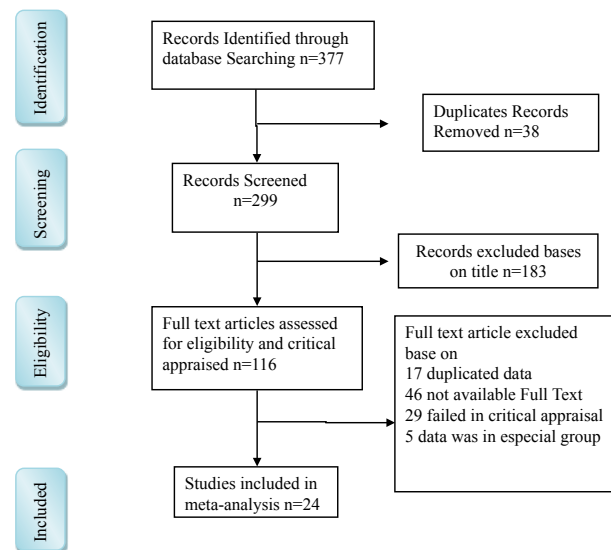 Identification
Records Identified through
database Searching n=377
Duplicates Records
Removed n=38
Screening
Records Screened
n=299
Records excluded bases
on title n=183
Eligibility
Full text articles assessed
for eligibility and critical
appraised n=116
Full text article excluded
base on
17 duplicated data
46 not available Full Text
29 failed in critical appraisal
5 data was in especial group
Included
Studies included in
meta-analysis n=24